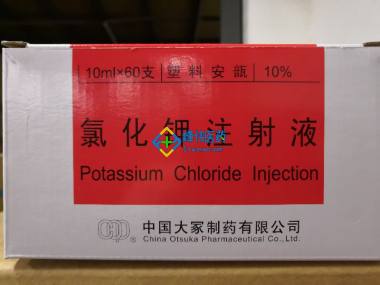 10ml×60支 塑料安瓿 10%
氯化钾注射液
Potassium Chloride Injection
中国大冢制药有限公司
China Otsuka Pharmaceutical Co.,Ltd.